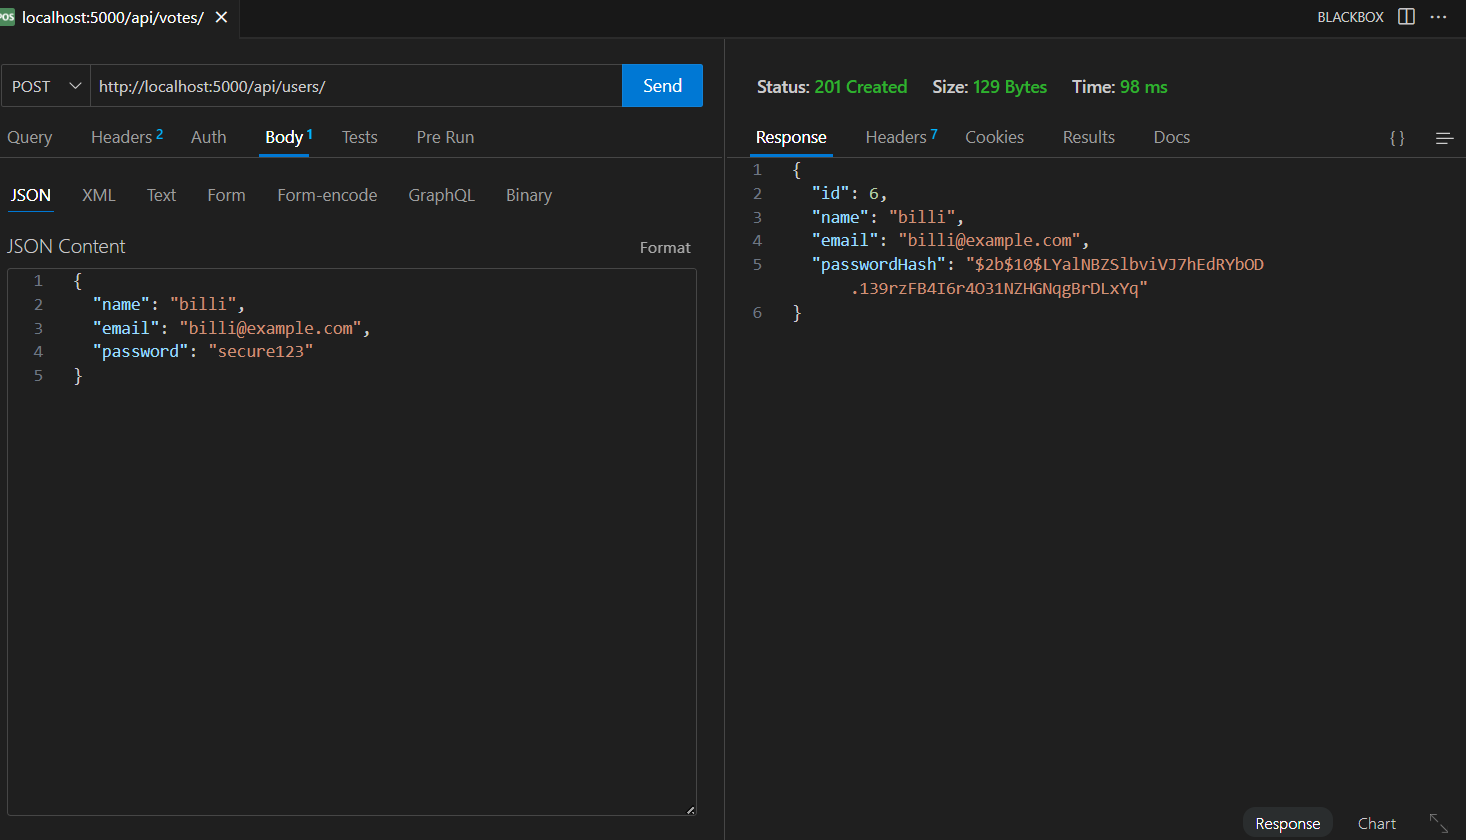 POS localhost:5000/api/votes/
BLACKBOX
POST http://localhost:5000/api/users/ Send
Query Headers 2 Auth Body 1 Tests Pre Run
JSON XML Text Form Form-encode GraphQL Binary
JSON Content Format
1 {
2 "name": "billi",
3 "email": "billi@example.com",
4 "password": "secure123"
5 }
Status: 201 Created Size: 129 Bytes Time: 98 ms
Response Headers 7 Cookies Results Docs { }
1 {
2 "id": 6,
3 "name": "billi",
4 "email": "billi@example.com",
5 "passwordHash": "$2b$10$LYalNBZSlbviVJ7hEdRYbOD
.139rzFB4I6r4O31NZHGNqgBrDLxYq"
6 }
Response Chart